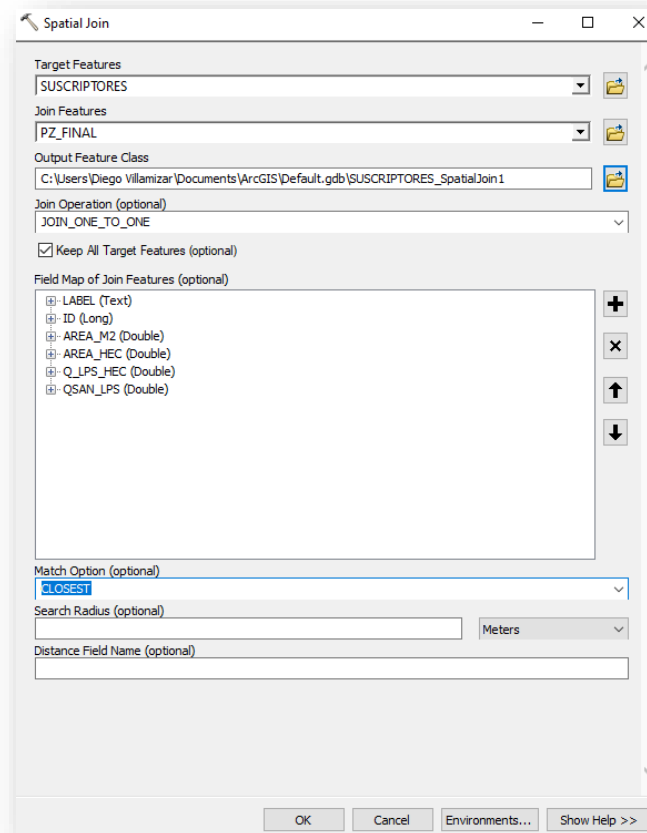 Spatial Join
Target Features
SUSCRIPTORES
Join Features
PZ_FINAL
Output Feature Class
C:\Users\Diego Villamizar\Documents\ArcGIS\Default.gdb\SUSCRIPTORES_SpatialJoin1
Join Operation (optional)
JOIN_ONE_TO_ONE
Keep All Target Features (optional)
Field Map of Join Features (optional)
LABEL (Text)
ID (Long)
AREA_M2 (Double)
AREA_HEC (Double)
Q_LPS_HEC (Double)
QSAN_LPS (Double)
Match Option (optional)
CLOSEST
Search Radius (optional)
Meters
Distance Field Name (optional)
OK Cancel Environments... Show Help >>